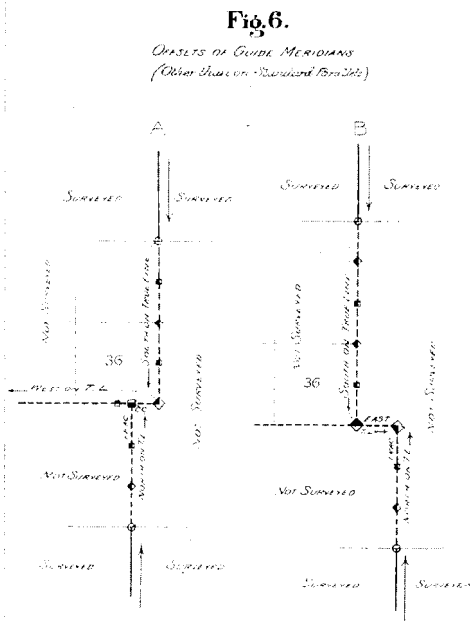 Fig. 6.
OFFSETS OF GUIDE MERIDIANS
(Other than on Standard Parallels)
A
B
SURVEYED
SURVEYED
SURVEYED
SURVEYED
NOT SURVEYED
SOUTH ON TRUE LINE
NOT SURVEYED
36
WEST ON T. L.
NORTH ON T.L.
NOT SURVEYED
SURVEYED
SURVEYED
NOT SURVEYED
SOUTH ON TRUE LINE
NOT SURVEYED
36
EAST
T.L.
NORTH ON T.L.
NOT SURVEYED
SURVEYED
SURVEYED